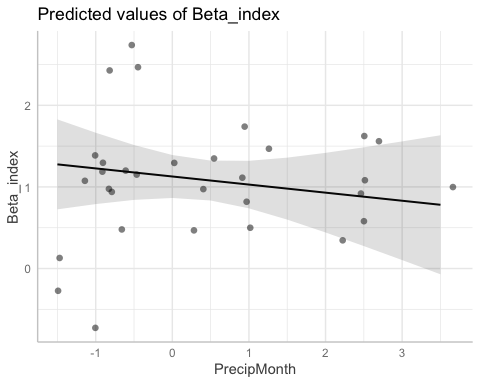 Predicted values of Beta_index
Beta_index
2
1
0
-1
0
1
2
3
PrecipMonth